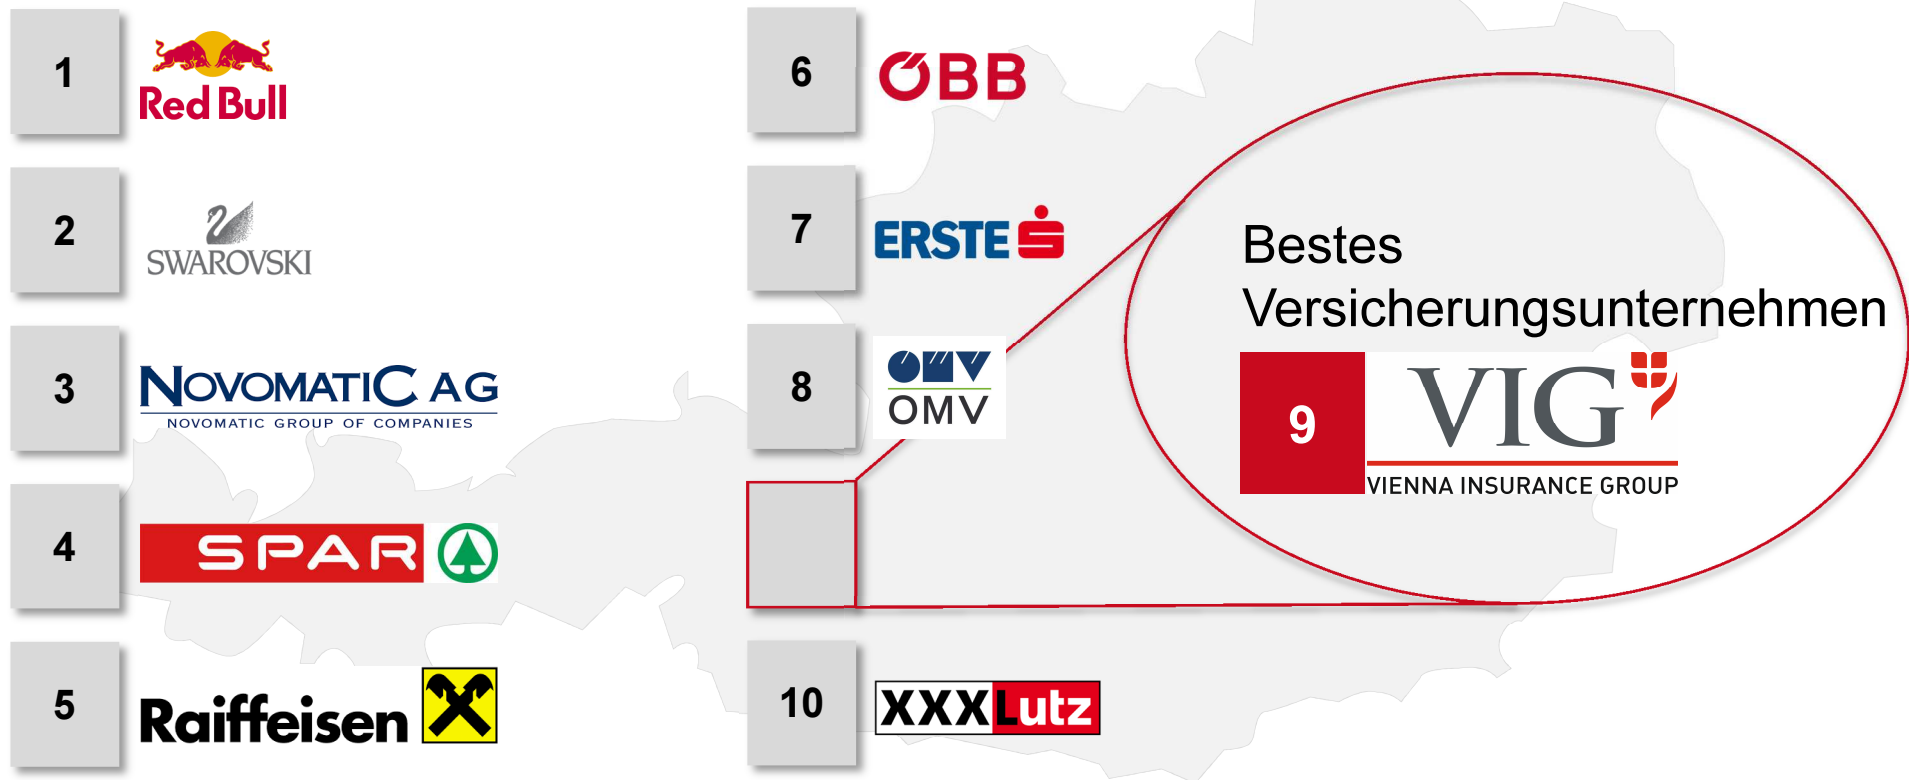 1
Red Bull
2
SWAROVSKI
3
NOVOMATIC AG
NOVOMATIC GROUP OF COMPANIES
4
SPAR
5
Raiffeisen
6
ÖBB
7
ERSTE
8
OMV
OMV
Bestes
Versicherungsunternehmen
9
VIG
VIENNA INSURANCE GROUP
10
XXXLutz